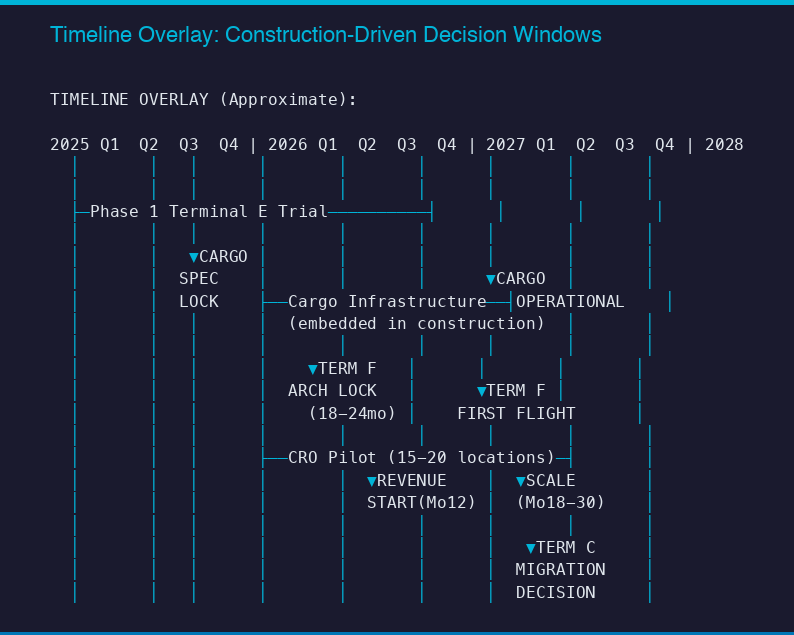 Timeline Overlay: Construction-Driven Decision Windows
TIMELINE OVERLAY (Approximate):
2025 Q1 Q2 Q3 Q4 | 2026 Q1 Q2 Q3 Q4 | 2027 Q1 Q2 Q3 Q4 | 2028
Phase 1 Terminal E Trial
▼CARGO
SPEC ▼CARGO
LOCK Cargo Infrastructure OPERATIONAL
(embedded in construction)
▼TERM F
ARCH LOCK ▼TERM F
(18–24mo) FIRST FLIGHT
CRO Pilot (15–20 locations)
▼REVENUE ▼SCALE
START(Mo12) (Mo18–30)
▼TERM C
MIGRATION
DECISION